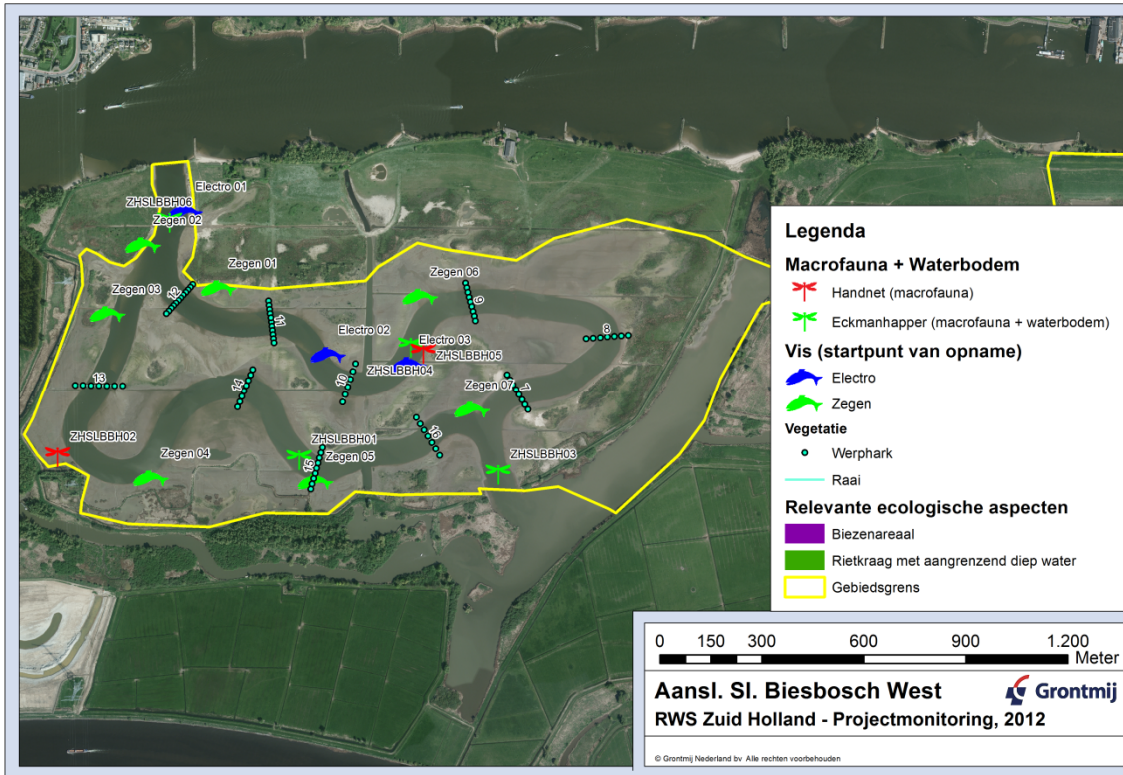 Electro 01
ZHSLBBH06
Zegen 02
Zegen 01
Zegen 06
Zegen 03
12
11
9
Electro 02
Electro 03
8
ZHSLBBH05
ZHSLBBH04
10
13
14
Zegen 07
7
ZHSLBBH02
ZHSLBBH01
16
Zegen 04
Zegen 05
15
ZHSLBBH03
Legenda
Macrofauna + Waterbodem
Handnet (macrofauna)
Eckmanhapper (macrofauna + waterbodem)
Vis (startpunt van opname)
Electro
Zegen
Vegetatie
Werphark
Raai
Relevante ecologische aspecten
Biezenareaal
Rietkraag met aangrenzend diep water
Gebiedsgrens
0 150 300 600 900 1.200
Meter
Aansl. Sl. Biesbosch West
Grontmij
RWS Zuid Holland - Projectmonitoring, 2012
© Grontmij Nederland bv Alle rechten voorbehouden